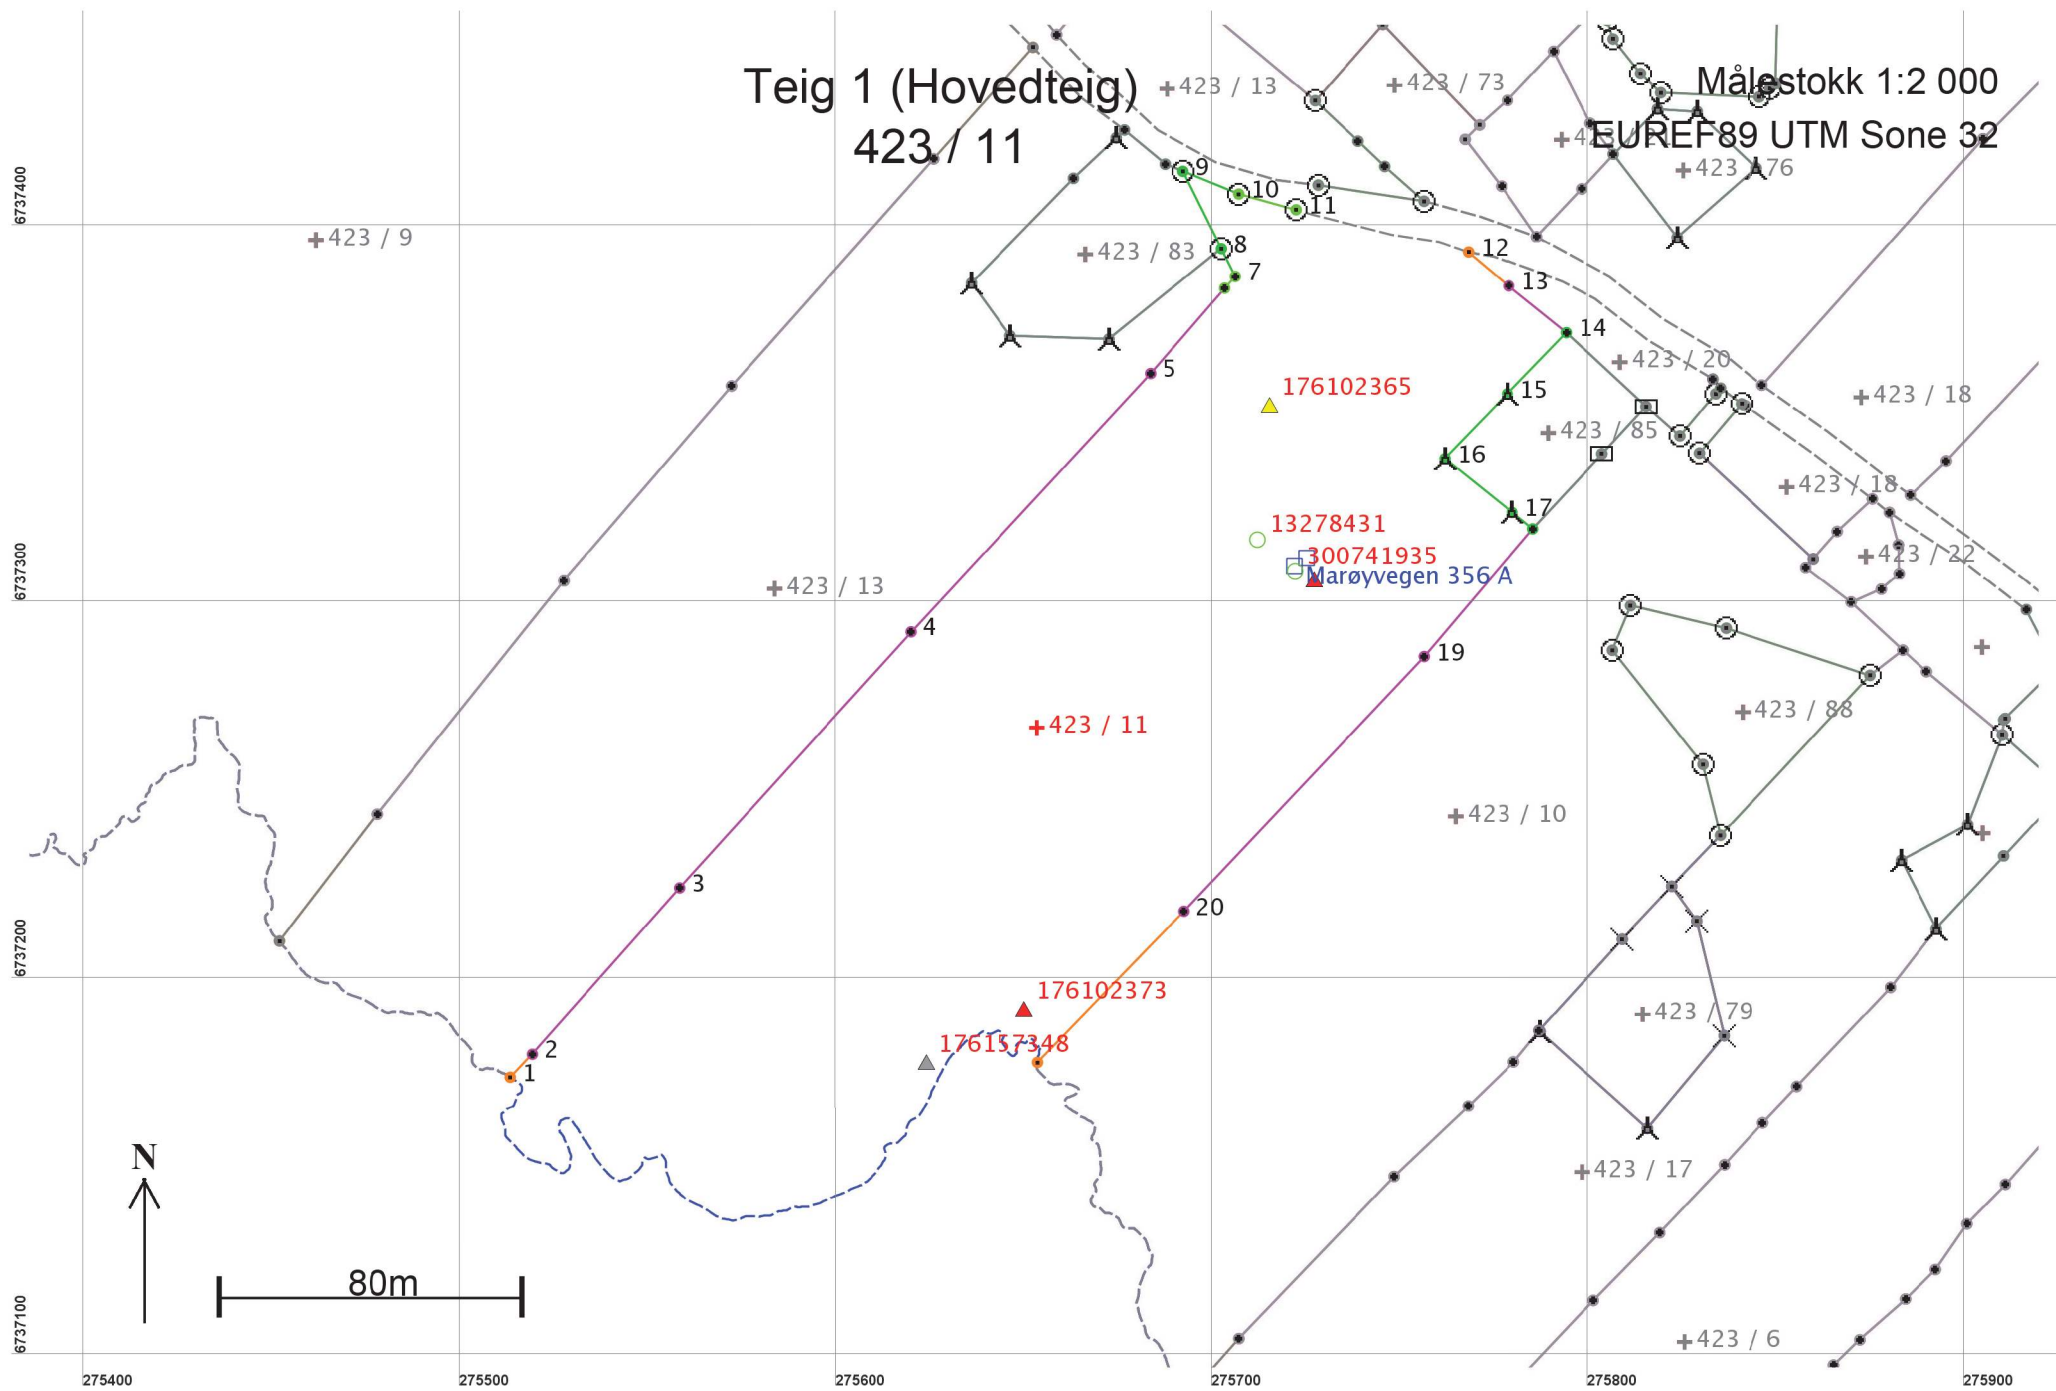 Teig 1 (Hovedteig)
423 / 11
Målestokk 1:2 000
EUREF89 UTM Sone 32
423 / 13
423 / 73
423 / 76
423 / 9
423 / 83
9
10
11
8
7
12
13
14
423 / 20
423 / 18
5
176102365
15
423 / 85
16
17
423 / 18
13278431
300741935
Marøyvegen 356 A
423 / 22
423 / 13
4
19
423 / 11
423 / 88
423 / 10
3
20
176102373
423 / 79
176157348
2
1
423 / 17
423 / 6
N
80m
6737400
6737300
6737200
6737100
275400
275500
275600
275700
275800
275900